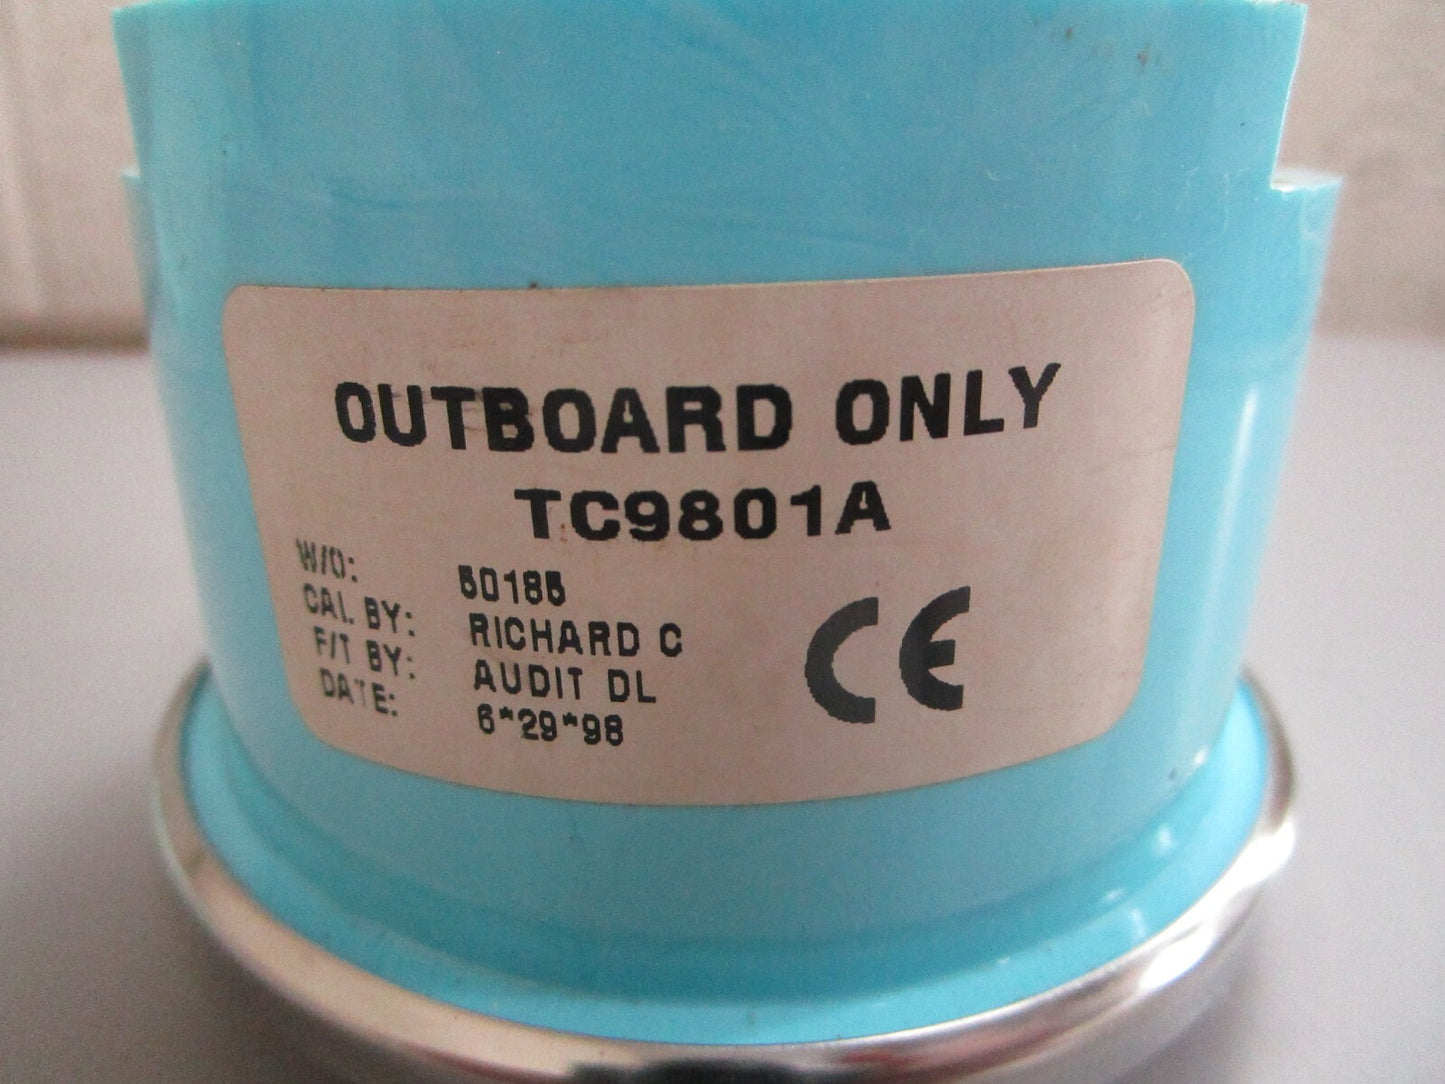 OUTBOARD ONLY
TC9801A
W/O: 50185
CAL BY: RICHARD C
F/T BY: AUDIT DL
DATE: 6*29*98
CE